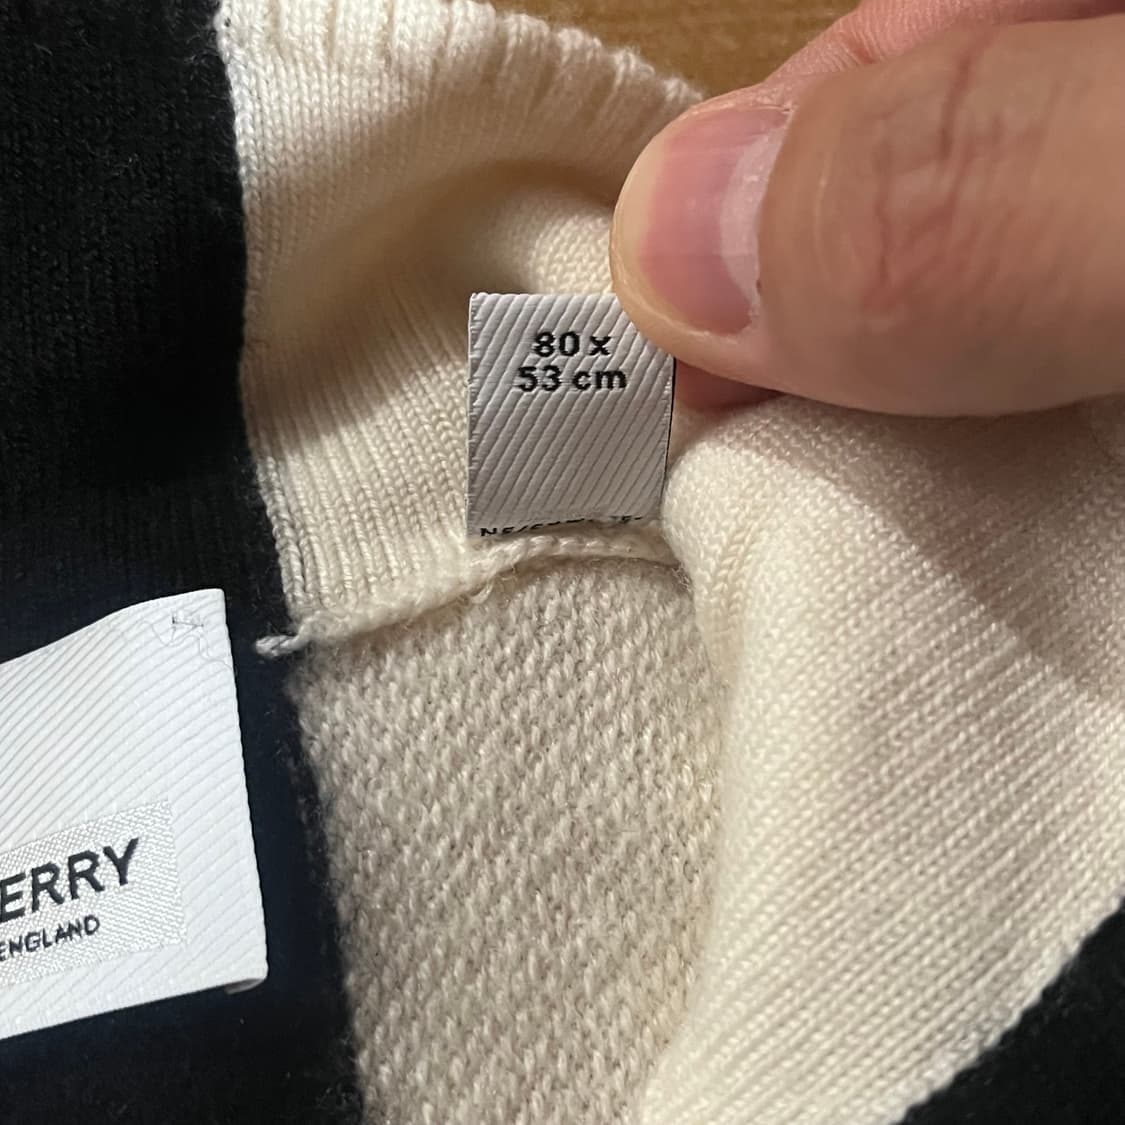 80 x
53 cm
ERRY
ENGLAND